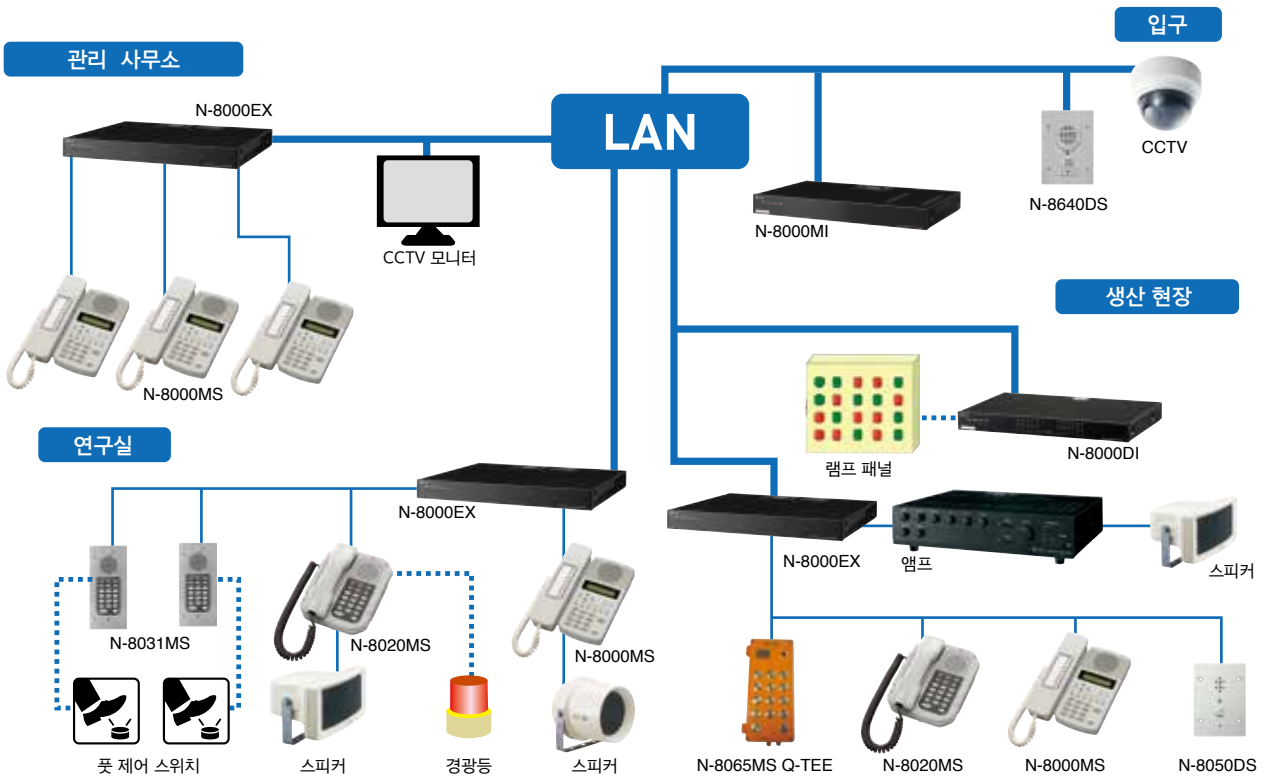 관리 사무소
입구
N-8000EX
LAN
CCTV
N-8640DS
N-8000MI
CCTV 모니터
생산 현장
N-8000MS
연구실
N-8000DI
램프 패널
N-8000EX
N-8000EX
앰프
스피커
N-8031MS
N-8020MS
N-8000MS
풋 제어 스위치
스피커
경광등
스피커
N-8065MS Q-TEE
N-8020MS
N-8000MS
N-8050DS